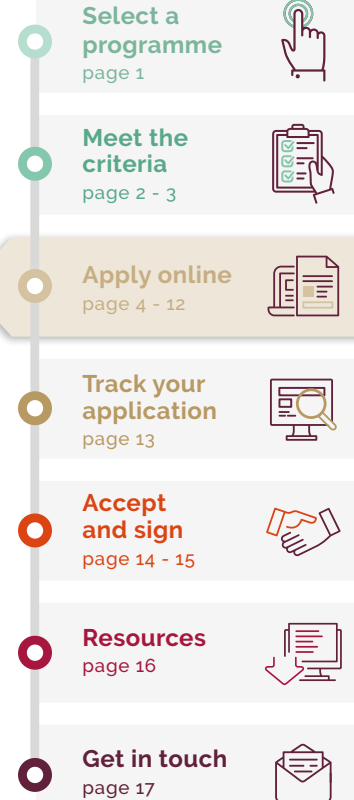 Select a
programme
page 1
Meet the
criteria
page 2 - 3
Apply online
page 4 - 12
Track your
application
page 13
Accept
and sign
page 14 - 15
Resources
page 16
Get in touch
page 17